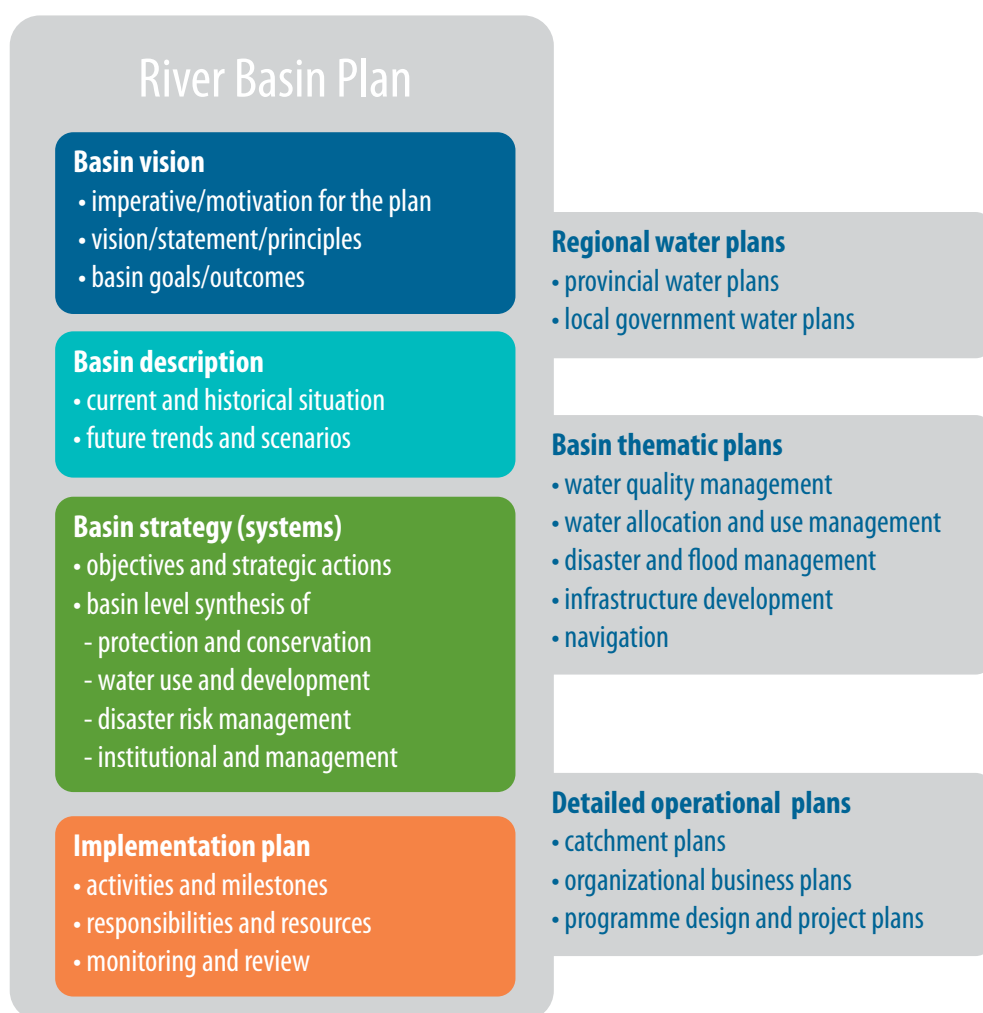 River Basin Plan
Basin vision
• imperative/motivation for the plan
• vision/statement/principles
• basin goals/outcomes
Basin description
• current and historical situation
• future trends and scenarios
Basin strategy (systems)
• objectives and strategic actions
• basin level synthesis of
- protection and conservation
- water use and development
- disaster risk management
- institutional and management
Implementation plan
• activities and milestones
• responsibilities and resources
• monitoring and review
Regional water plans
• provincial water plans
• local government water plans
Basin thematic plans
• water quality management
• water allocation and use management
• disaster and flood management
• infrastructure development
• navigation
Detailed operational plans
• catchment plans
• organizational business plans
• programme design and project plans